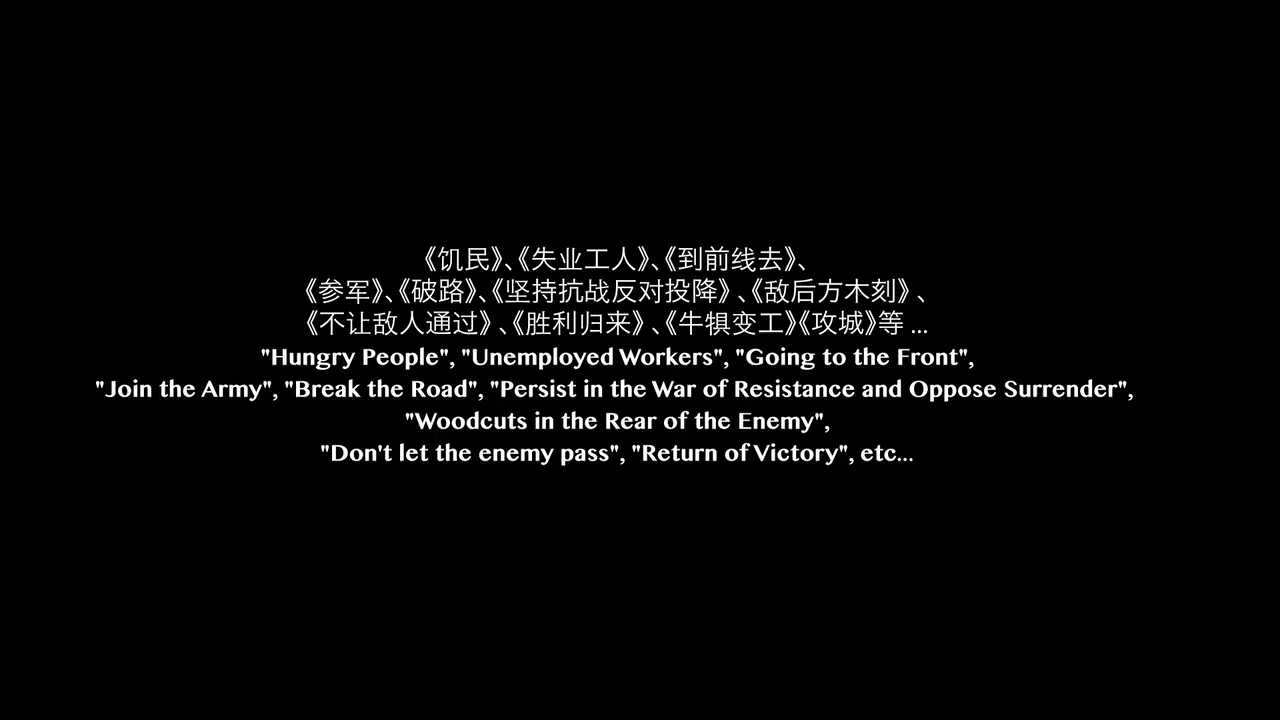 《饥民》、《失业工人》、《到前线去》、
《参军》、《破路》、《坚持抗战反对投降》、《敌后方木刻》、
《不让敌人通过》、《胜利归来》、《牛犋变工》《攻城》等 ...
"Hungry People", "Unemployed Workers", "Going to the Front",
"Join the Army", "Break the Road", "Persist in the War of Resistance and Oppose Surrender",
"Woodcuts in the Rear of the Enemy",
"Don't let the enemy pass", "Return of Victory", etc...